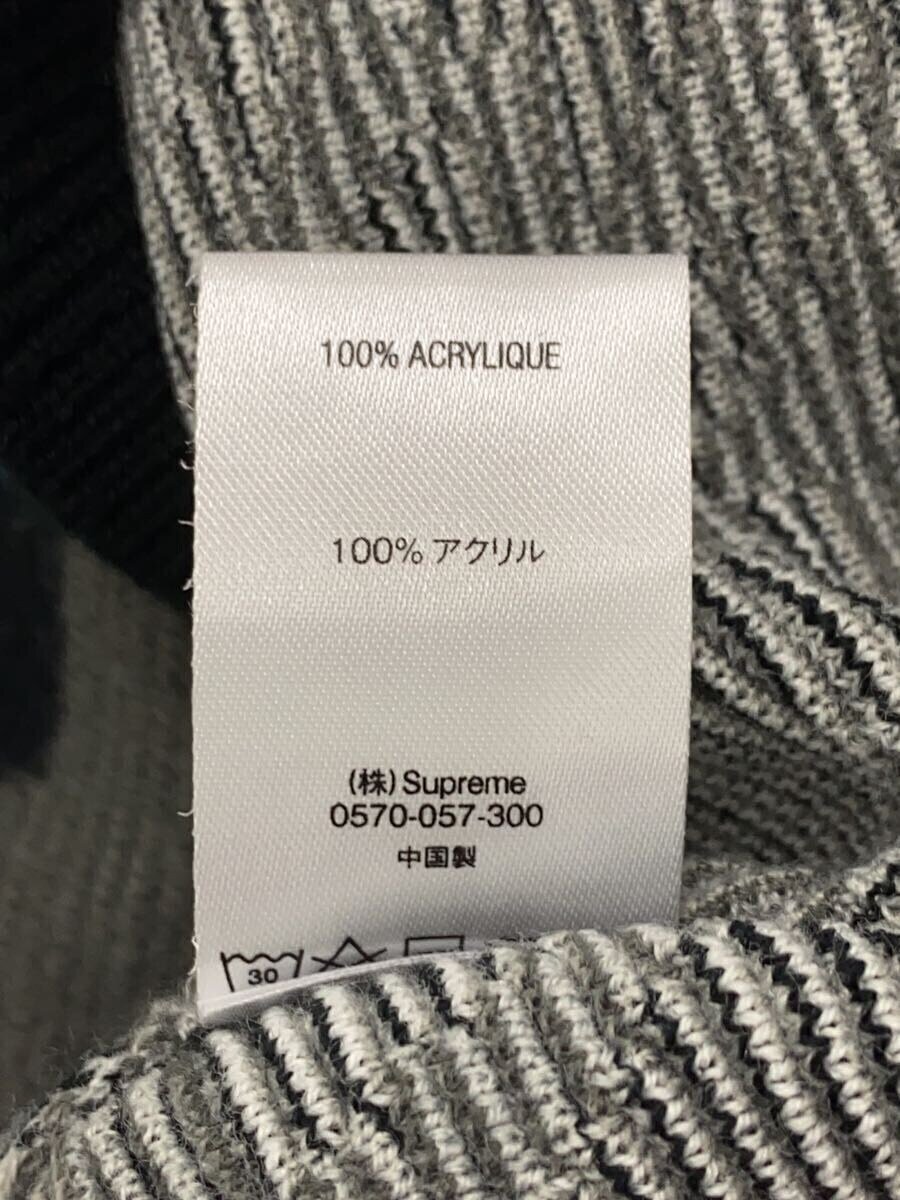 100% ACRYLIQUE
100% アクリル
(株) Supreme
0570-057-300
中国製
30